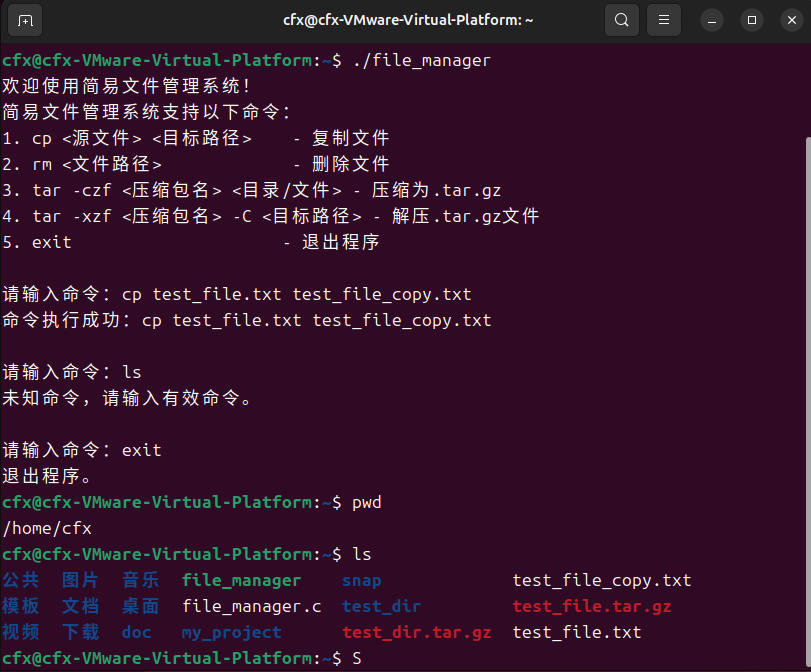 cfx@cfx-VMware-Virtual-Platform: ~
cfx@cfx-VMware-Virtual-Platform:~$ ./file_manager
欢迎使用简易文件管理系统！
简易文件管理系统支持以下命令：
1. cp <源文件> <目标路径>    - 复制文件
2. rm <文件路径>             - 删除文件
3. tar -czf <压缩包名> <目录/文件> - 压缩为.tar.gz
4. tar -xzf <压缩包名> -C <目标路径> - 解压.tar.gz文件
5. exit                     - 退出程序
请输入命令：cp test_file.txt test_file_copy.txt
命令执行成功：cp test_file.txt test_file_copy.txt
请输入命令：ls
未知命令，请输入有效命令。
请输入命令：exit
退出程序。
cfx@cfx-VMware-Virtual-Platform:~$ pwd
/home/cfx
cfx@cfx-VMware-Virtual-Platform:~$ ls
公共  图片  音乐  file_manager    snap             test_file_copy.txt
模板  文档  桌面  file_manager.c  test_dir         test_file.tar.gz
视频  下载  doc   my_project      test_dir.tar.gz  test_file.txt
cfx@cfx-VMware-Virtual-Platform:~$ S